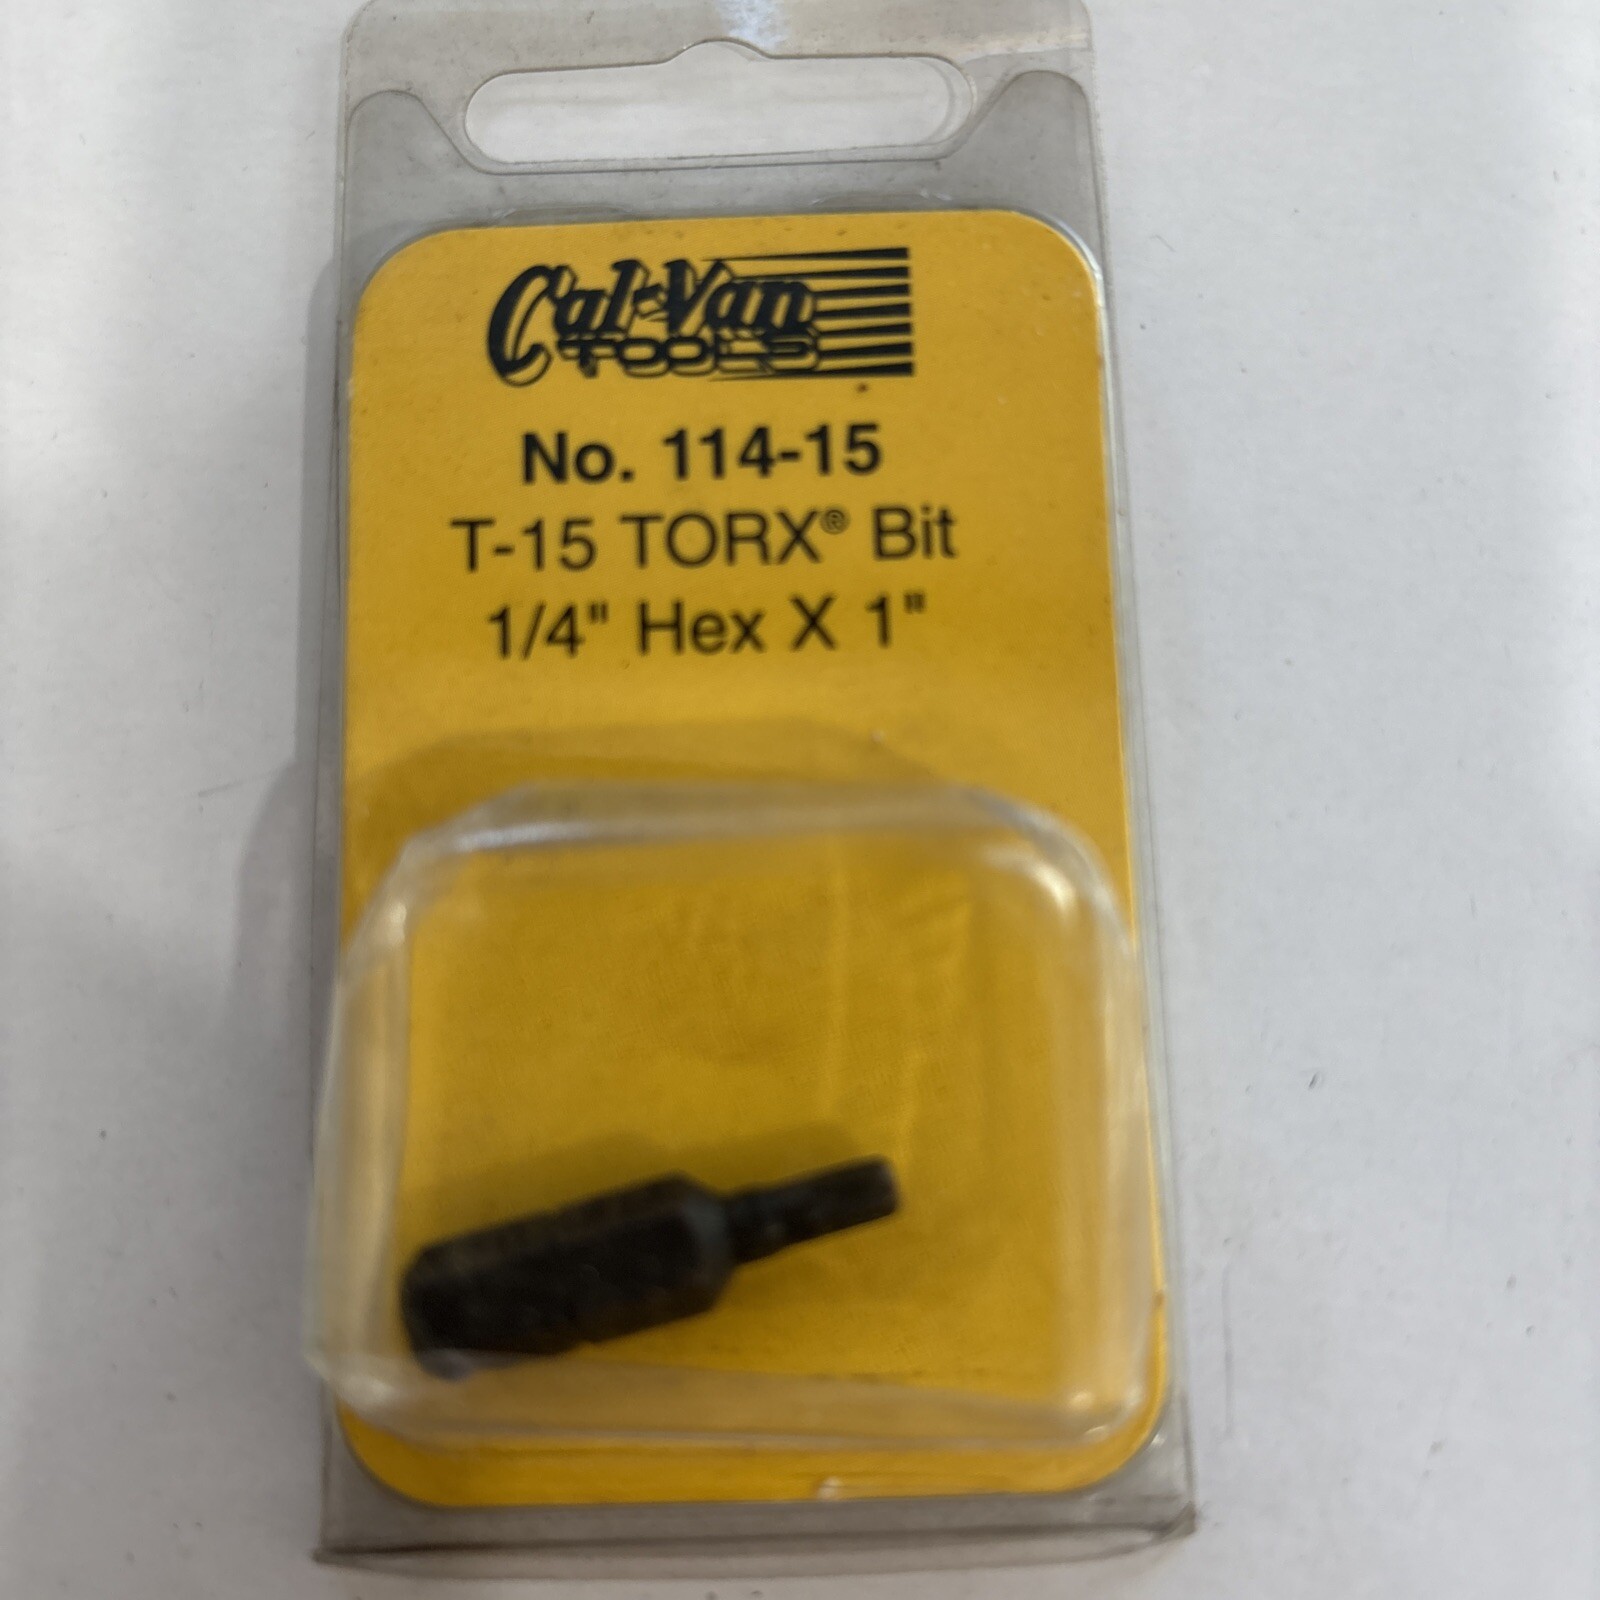 Cal-Van
TOOLS
No. 114-15
T-15 TORX® Bit
1/4" Hex X 1"